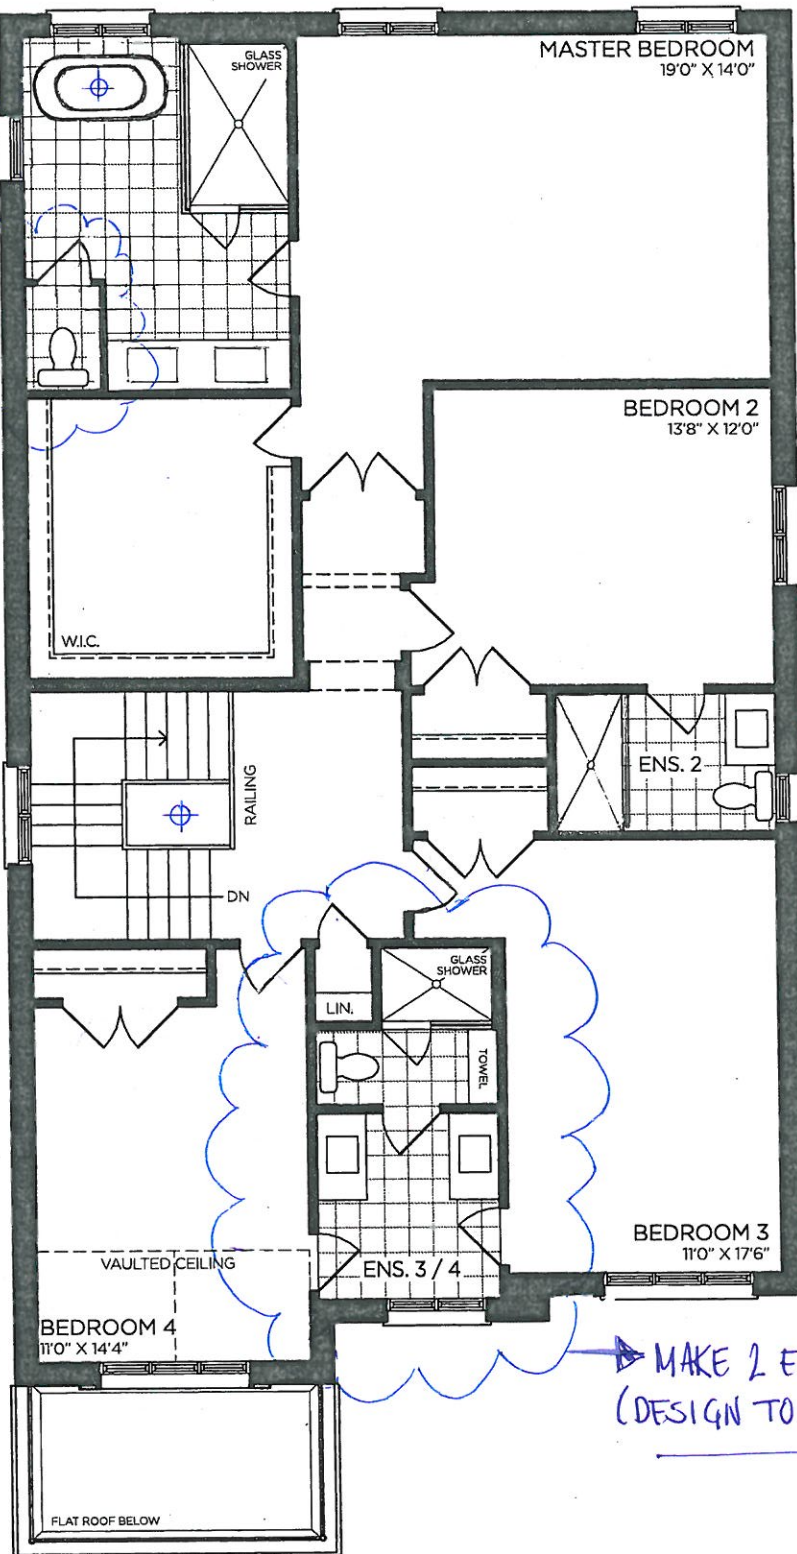 GLASS
SHOWER
MASTER BEDROOM
19'0" X 14'0"
BEDROOM 2
13'8" X 12'0"
W.I.C.
ENS. 2
RAILING
DN
GLASS
SHOWER
LIN.
TOWEL
BEDROOM 3
11'0" X 17'6"
VAULTED CEILING
ENS. 3 / 4
BEDROOM 4
11'0" X 14'4"
MAKE 2 E
(DESIGN TO
FLAT ROOF BELOW